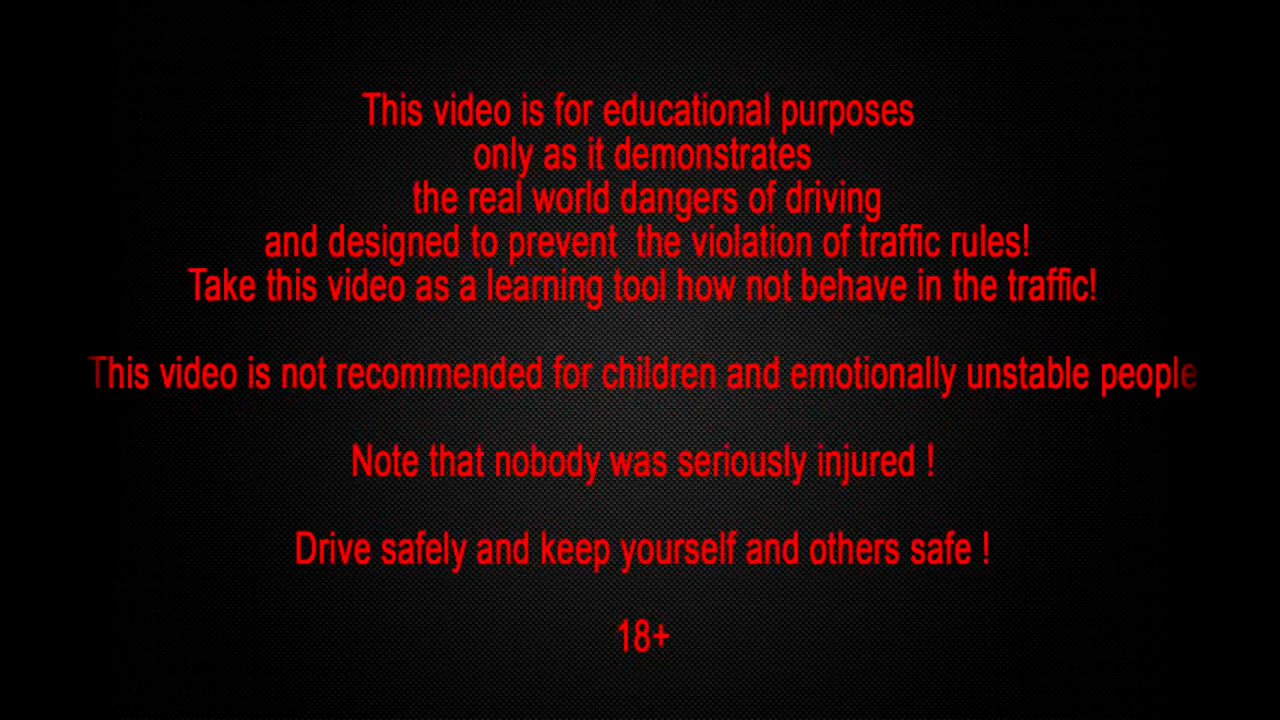 This video is for educational purposes
only as it demonstrates
the real world dangers of driving
and designed to prevent  the violation of traffic rules!
Take this video as a learning tool how not behave in the traffic!
This video is not recommended for children and emotionally unstable people
Note that nobody was seriously injured !
Drive safely and keep yourself and others safe !
18+